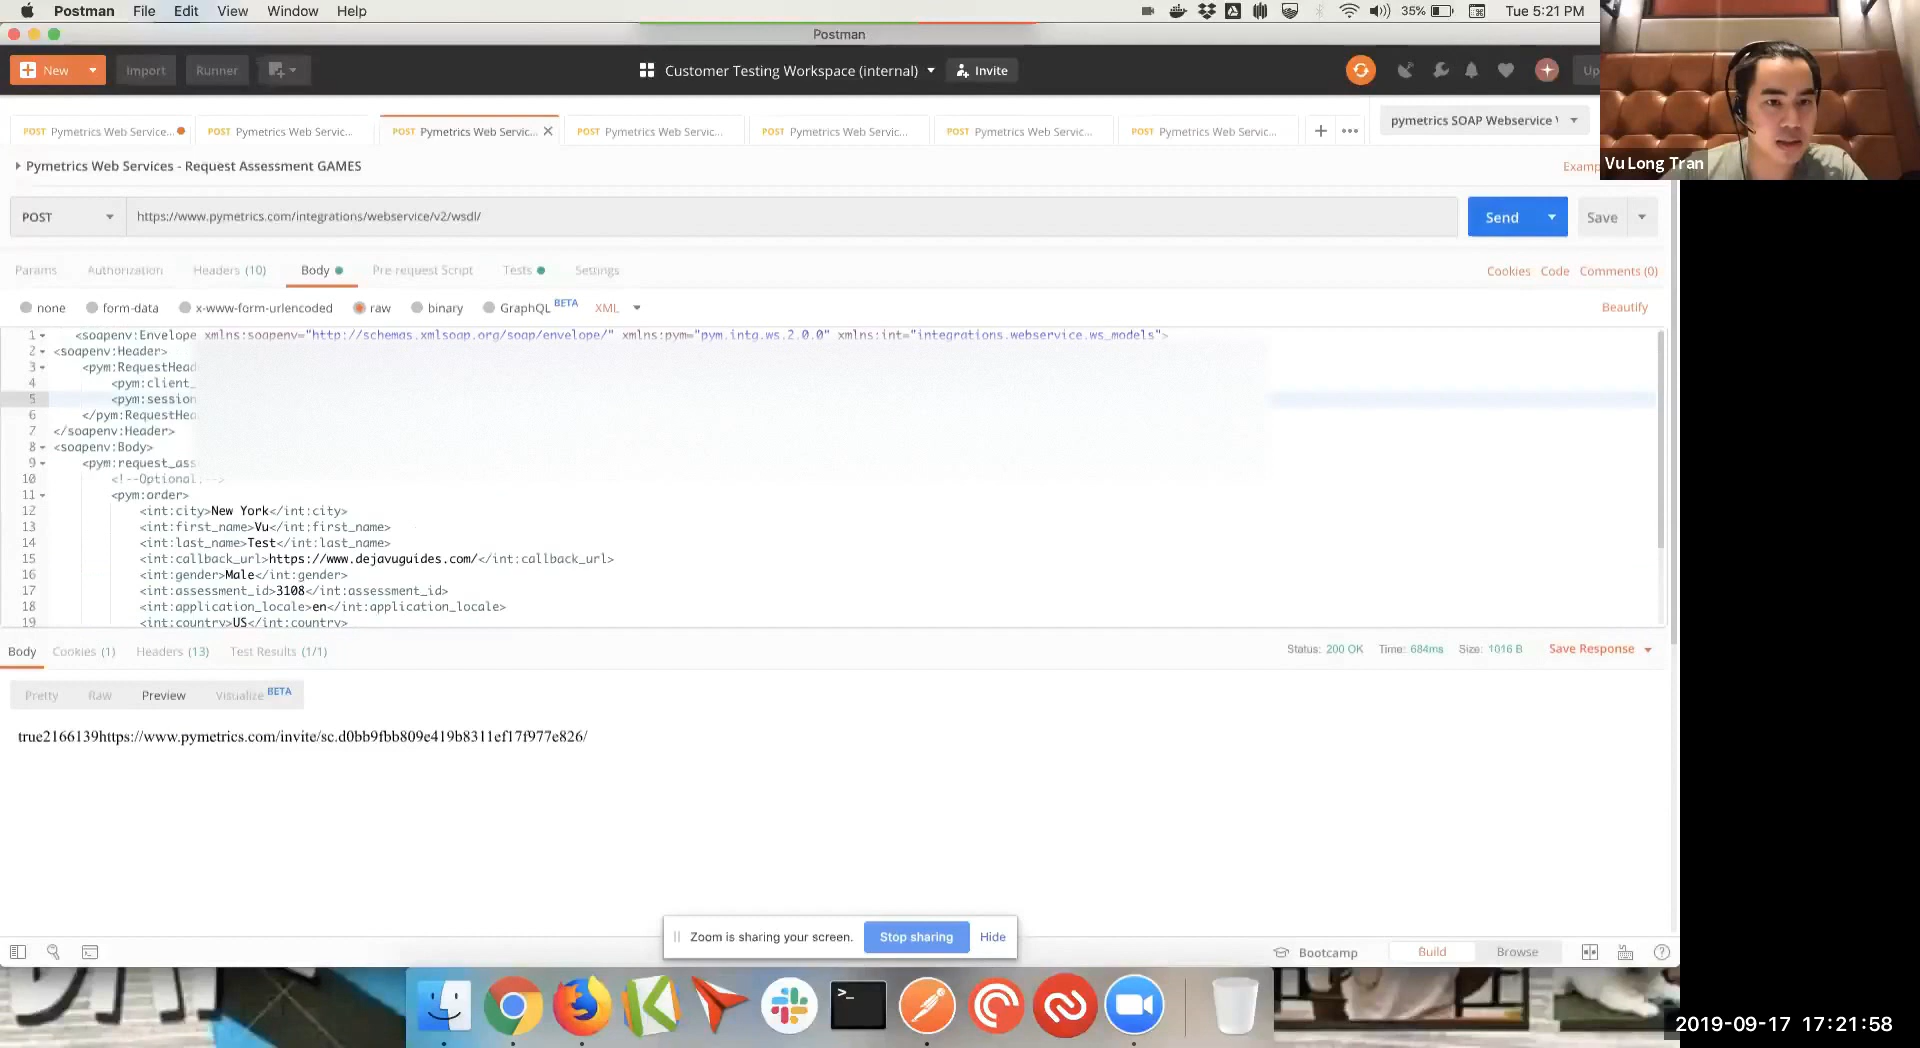 Postman File Edit View Window Help 35% Tue 5:21 PM
Postman
New Import Runner Customer Testing Workspace (internal) Invite Up
POST Pymetrics Web Service... POST Pymetrics Web Servic... POST Pymetrics Web Servic... POST Pymetrics Web Servic... POST Pymetrics Web Servic... POST Pymetrics Web Servic... POST Pymetrics Web Servic... pymetrics SOAP Webservice
Vu Long Tran
Pymetrics Web Services - Request Assessment GAMES Examp
POST https://www.pymetrics.com/integrations/webservice/v2/wsdl/ Send Save
Params Authorization Headers (10) Body Pre-request Script Tests Settings Cookies Code Comments (0)
none form-data x-www-form-urlencoded raw binary GraphQL BETA XML Beautify
1 <soapenv:Envelope xmlns:soapenv="http://schemas.xmlsoap.org/soap/envelope/" xmlns:pym="pym.intg.ws.2.0.0" xmlns:int="integrations.webservice.ws_models">
2 <soapenv:Header>
3 <pym:RequestHead
4 <pym:client_
5 <pym:session
6 </pym:RequestHea
7 </soapenv:Header>
8 <soapenv:Body>
9 <pym:request_ass
10 <!--Optional:-->
11 <pym:order>
12 <int:city>New York</int:city>
13 <int:first_name>Vu</int:first_name>
14 <int:last_name>Test</int:last_name>
15 <int:callback_url>https://www.dejavuguides.com/</int:callback_url>
16 <int:gender>Male</int:gender>
17 <int:assessment_id>3108</int:assessment_id>
18 <int:application_locale>en</int:application_locale>
19 <int:country>US</int:country>
Body Cookies (1) Headers (13) Test Results (1/1) Status: 200 OK Time: 684ms Size: 1016 B Save Response
Pretty Raw Preview Visualize BETA
true2166139https://www.pymetrics.com/invite/sc.d0bb9fbb809e419b8311ef17f977e826/
Zoom is sharing your screen. Stop sharing Hide
Bootcamp Build Browse
2019-09-17 17:21:58